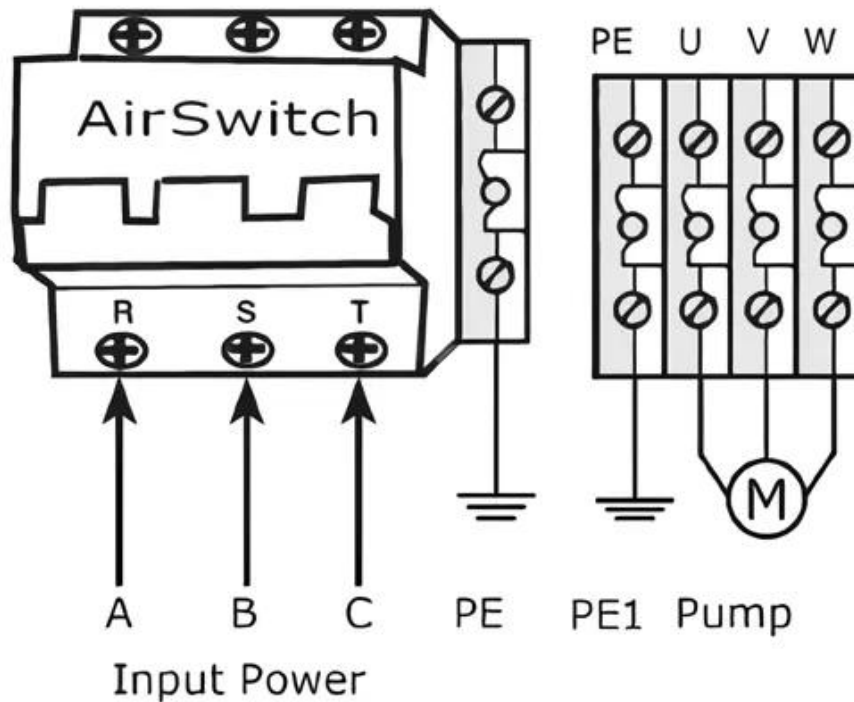 PE U V W
AirSwitch
R S T
M
A B C PE PE1 Pump
Input Power